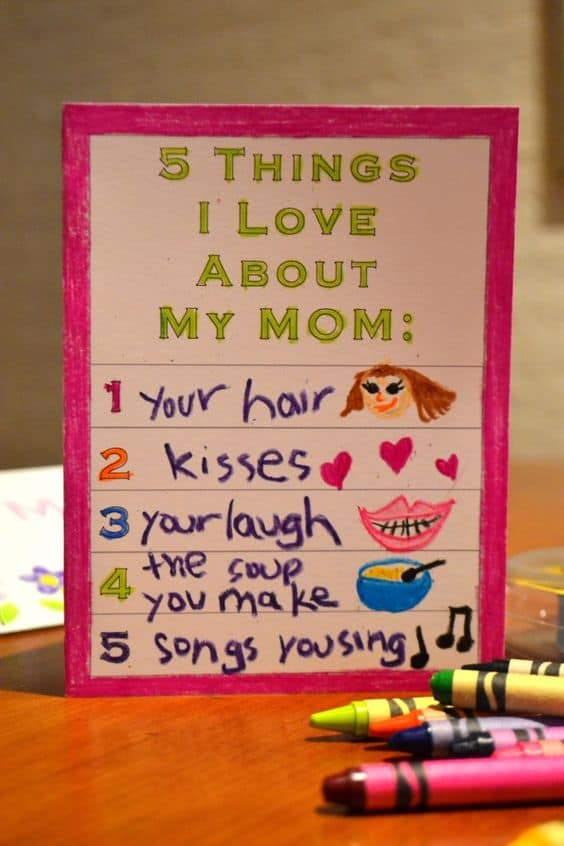 5 THINGS
I LOVE
ABOUT
MY MOM:
1 your hair
2 kisses
3 your laugh
4 the soup
you make
5 songs you sing